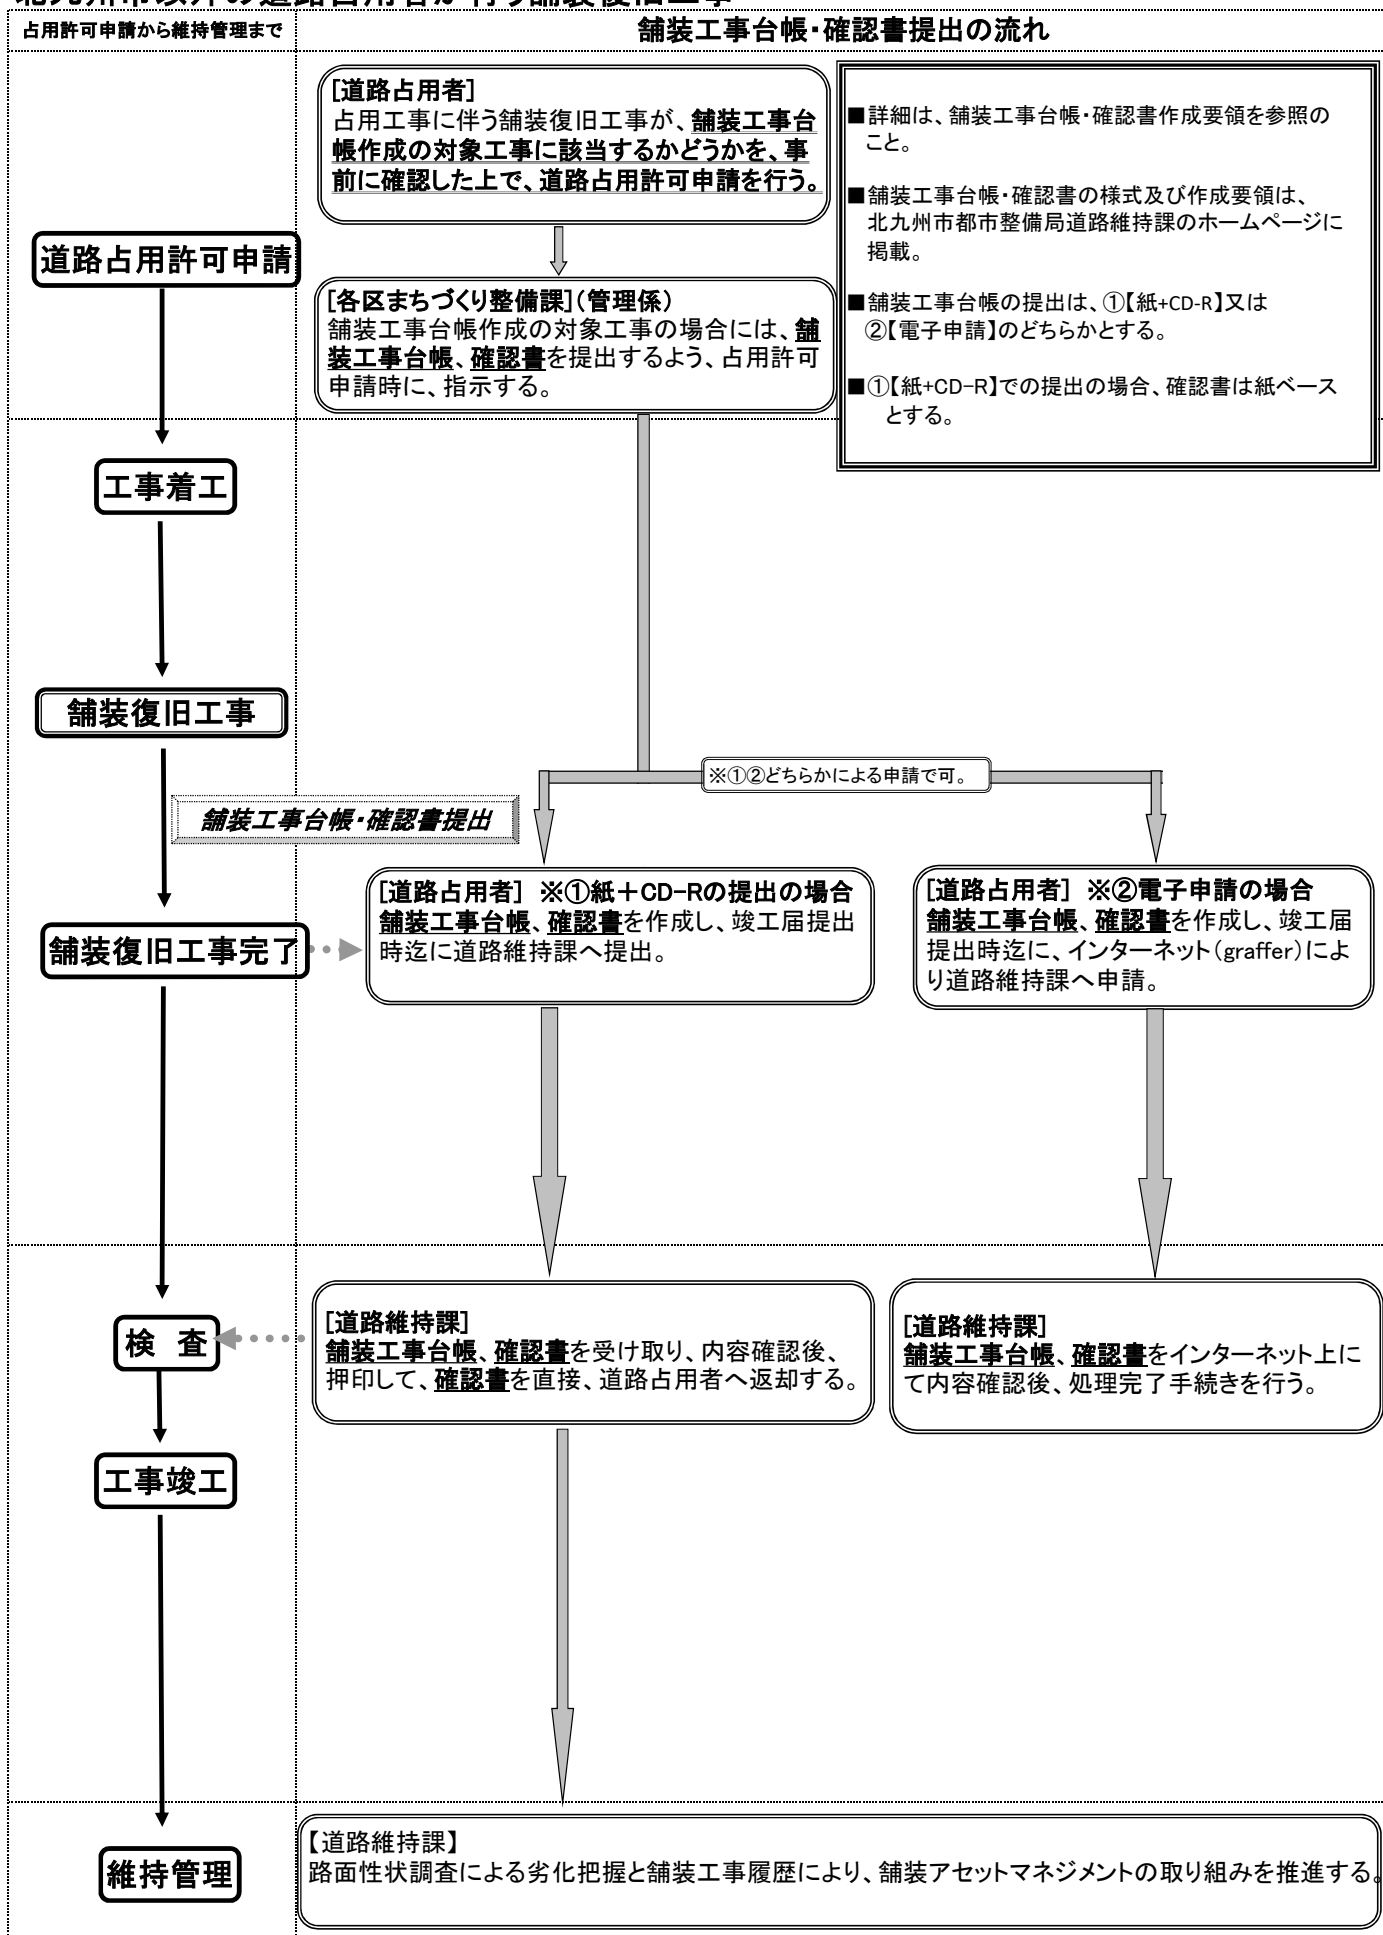 占用許可申請から維持管理まで
舗装工事台帳・確認書提出の流れ
[道路占用者]
占用工事に伴う舗装復旧工事が、舗装工事台
帳作成の対象工事に該当するかどうかを、事
前に確認した上で、道路占用許可申請を行う。
■詳細は、舗装工事台帳・確認書作成要領を参照の
こと。
■舗装工事台帳・確認書の様式及び作成要領は、
北九州市都市整備局道路維持課のホームページに
掲載。
■舗装工事台帳の提出は、①【紙+CD-R】又は
②【電子申請】のどちらかとする。
■①【紙+CD-R】での提出の場合、確認書は紙ベース
とする。
道路占用許可申請
[各区まちづくり整備課](管理係)
舗装工事台帳作成の対象工事の場合には、舗
装工事台帳、確認書を提出するよう、占用許可
申請時に、指示する。
工事着工
舗装復旧工事
※①②どちらかによる申請で可。
舗装工事台帳・確認書提出
舗装復旧工事完了
[道路占用者] ※①紙+CD-Rの提出の場合
舗装工事台帳、確認書を作成し、竣工届提出
時迄に道路維持課へ提出。
[道路占用者] ※②電子申請の場合
舗装工事台帳、確認書を作成し、竣工届
提出時迄に、インターネット(graffer)によ
り道路維持課へ申請。
検 査
[道路維持課]
舗装工事台帳、確認書を受け取り、内容確認後、
押印して、確認書を直接、道路占用者へ返却する。
[道路維持課]
舗装工事台帳、確認書をインターネット上に
て内容確認後、処理完了手続きを行う。
工事竣工
維持管理
【道路維持課】
路面性状調査による劣化把握と舗装工事履歴により、舗装アセットマネジメントの取り組みを推進する。